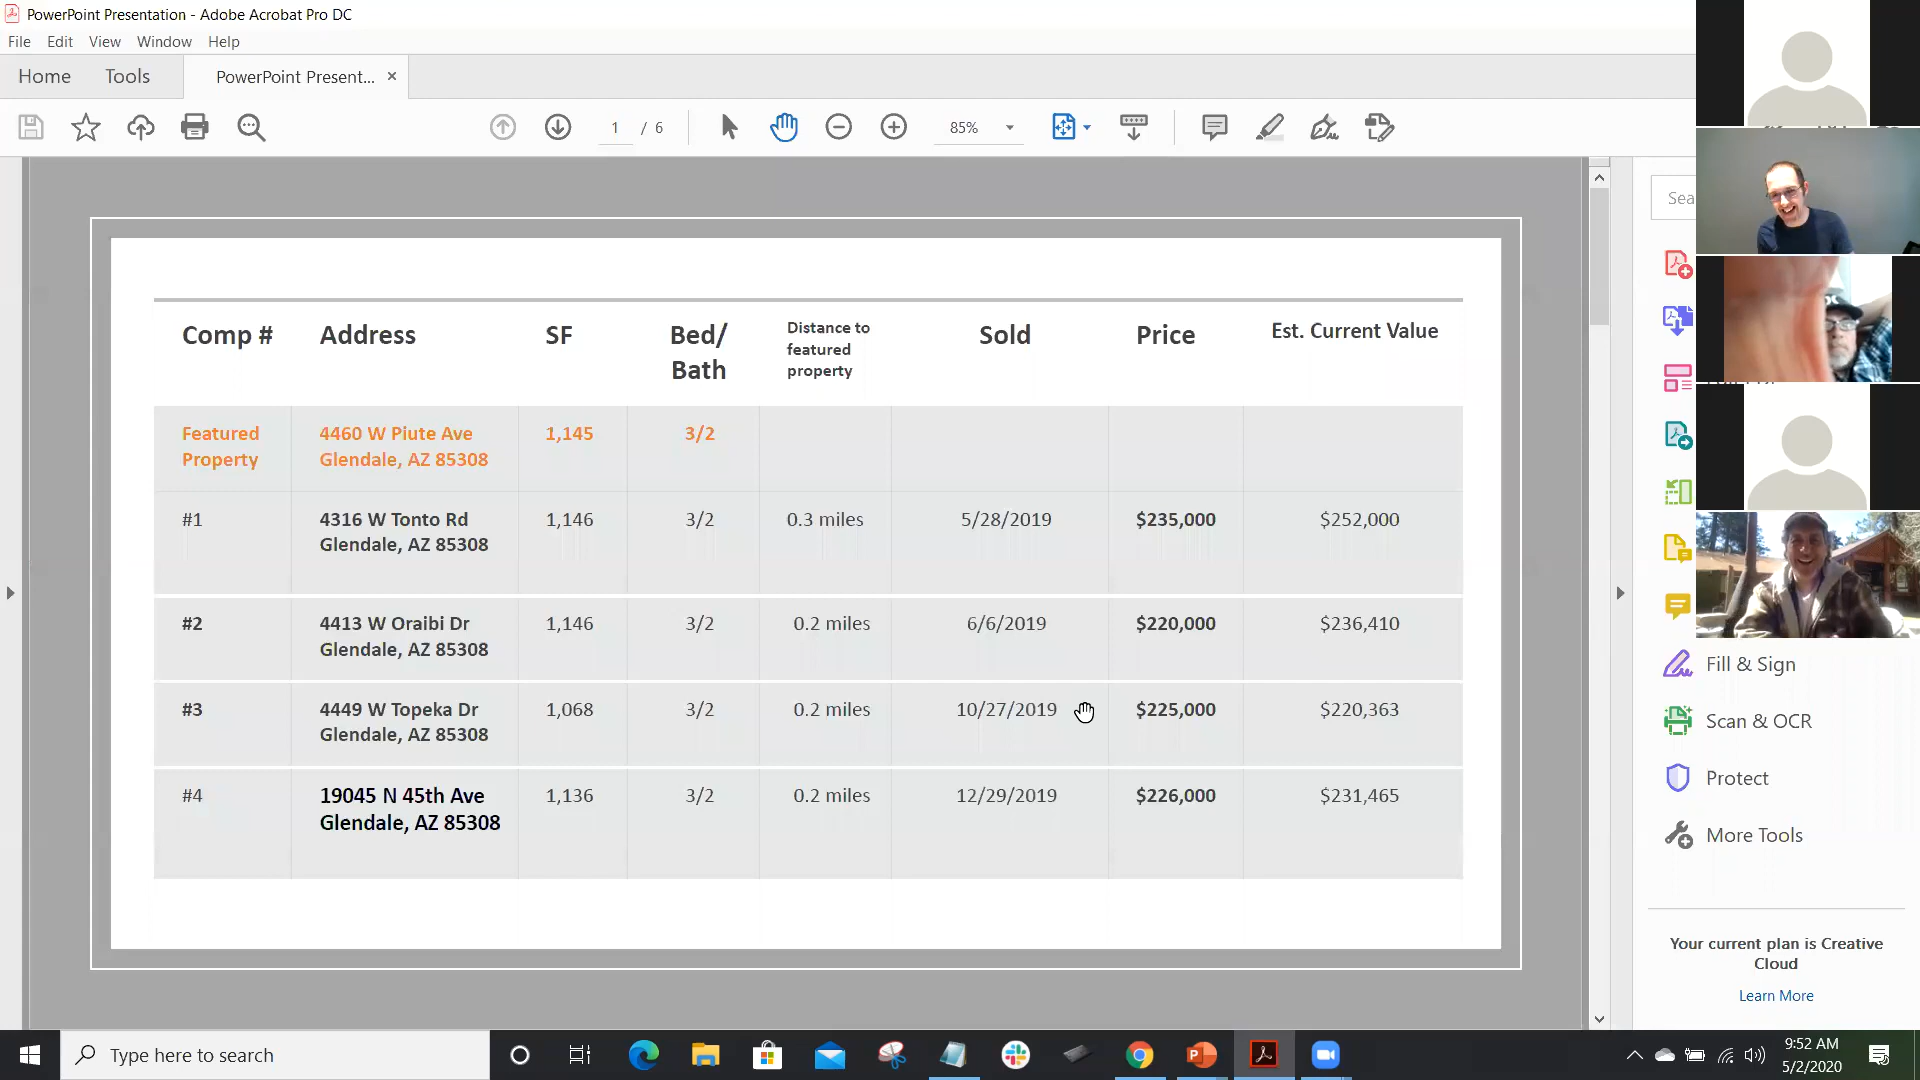 PowerPoint Presentation - Adobe Acrobat Pro DC
File Edit View Window Help
Home Tools PowerPoint Present... ×
1 / 6 85%
Sea
Comp # Address SF Bed/ Distance to Sold Price Est. Current Value
Bath featured
property
Featured 4460 W Piute Ave 1,145 3/2
Property Glendale, AZ 85308
#1 4316 W Tonto Rd 1,146 3/2 0.3 miles 5/28/2019 $235,000 $252,000
Glendale, AZ 85308
#2 4413 W Oraibi Dr 1,146 3/2 0.2 miles 6/6/2019 $220,000 $236,410
Glendale, AZ 85308
#3 4449 W Topeka Dr 1,068 3/2 0.2 miles 10/27/2019 $225,000 $220,363
Glendale, AZ 85308
#4 19045 N 45th Ave 1,136 3/2 0.2 miles 12/29/2019 $226,000 $231,465
Glendale, AZ 85308
Fill & Sign
Scan & OCR
Protect
More Tools
Your current plan is Creative
Cloud
Learn More
Type here to search
9:52 AM
5/2/2020